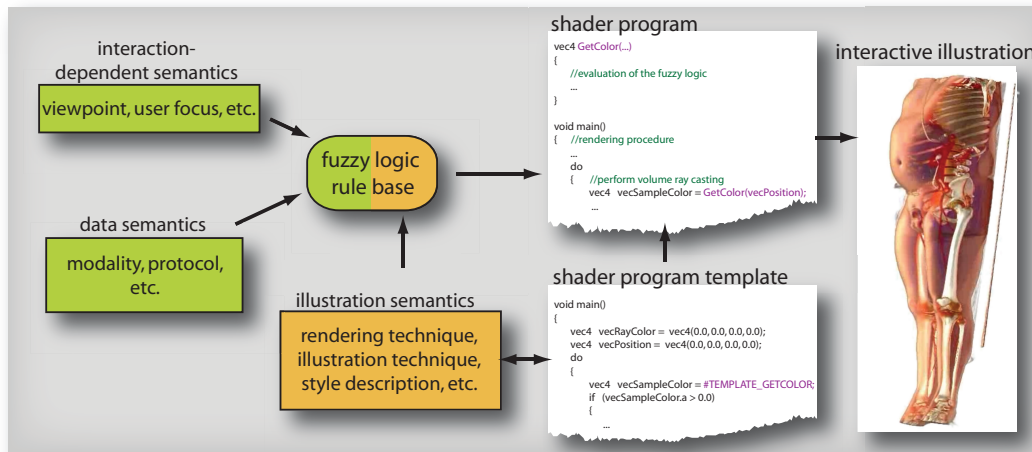 interaction-
dependent semantics
viewpoint, user focus, etc.
data semantics
modality, protocol,
etc.
fuzzy logic
rule base
illustration semantics
rendering technique,
illustration technique,
style description, etc.
shader program
vec4 GetColor(...)
{
//evaluation of the fuzzy logic
...
}
void main()
{ //rendering procedure
...
do
{ //perform volume ray casting
vec4 vecSampleColor = GetColor(vecPosition);
...
shader program template
void main()
{
vec4 vecRayColor = vec4(0.0, 0.0, 0.0, 0.0);
vec4 vecPosition = vec4(0.0, 0.0, 0.0, 0.0);
do
{
vec4 vecSampleColor = #TEMPLATE_GETCOLOR;
if (vecSampleColor.a > 0.0)
{
...
interactive illustration